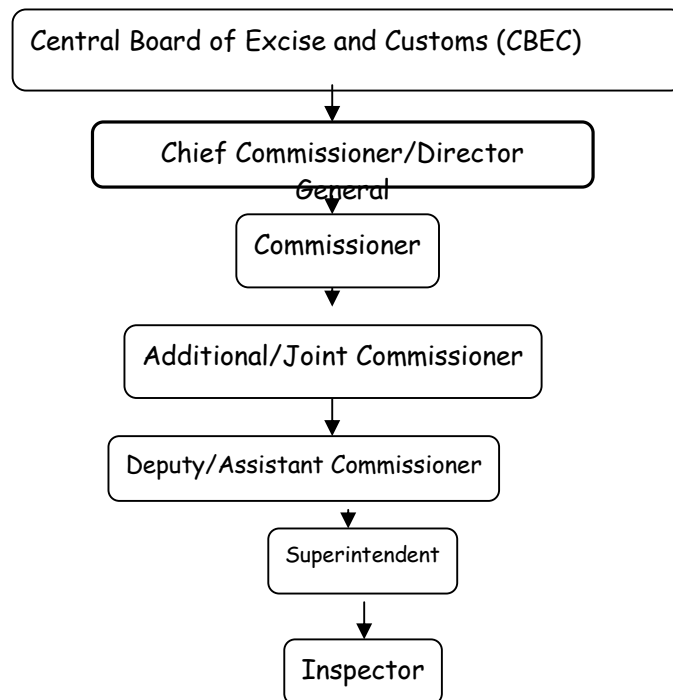 Central Board of Excise and Customs (CBEC)
Chief Commissioner/Director
General
Commissioner
Additional/Joint Commissioner
Deputy/Assistant Commissioner
Superintendent
Inspector